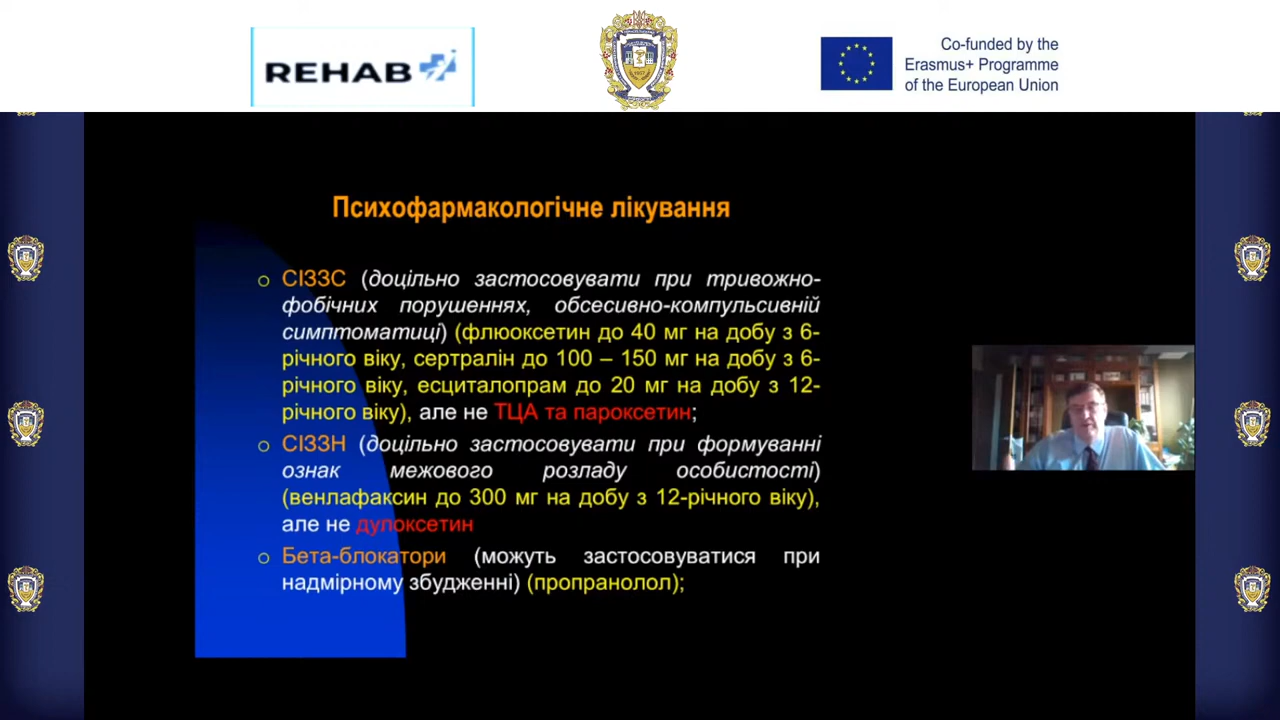 REHAB
Co-funded by the
Erasmus+ Programme
of the European Union
Психофармакологічне лікування
СІЗЗС (доцільно застосовувати при тривожно-
фобічних порушеннях, обсесивно-компульсивній
симптоматиці) (флюоксетин до 40 мг на добу з 6-
річного віку, сертралін до 100 – 150 мг на добу з 6-
річного віку, есциталопрам до 20 мг на добу з 12-
річного віку), але не ТЦА та пароксетин;
СІЗЗН (доцільно застосовувати при формуванні
ознак межового розладу особистості)
(венлафаксин до 300 мг на добу з 12-річного віку),
але не дулоксетин
Бета-блокатори (можуть застосовуватися при
надмірному збудженні) (пропранолол);